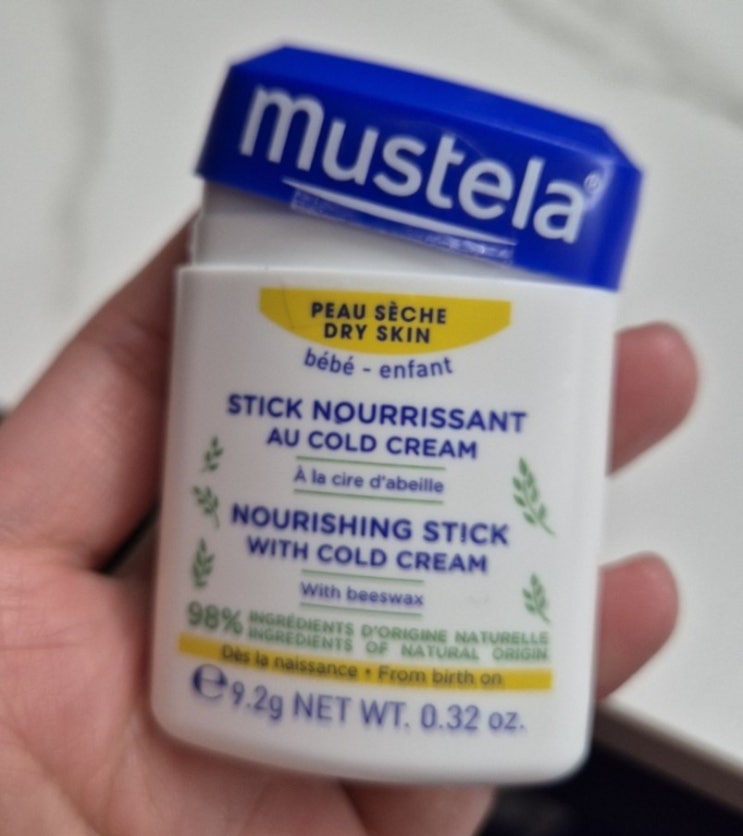 mustela®
PEAU SÈCHE
DRY SKIN
bébé - enfant
STICK NOURRISSANT
AU COLD CREAM
À la cire d'abeille
NOURISHING STICK
WITH COLD CREAM
With beeswax
98% INGRÉDIENTS D'ORIGINE NATURELLE
INGREDIENTS OF NATURAL ORIGIN
Dès la naissance • From birth on
℮ 9.2g NET WT. 0.32 oz.